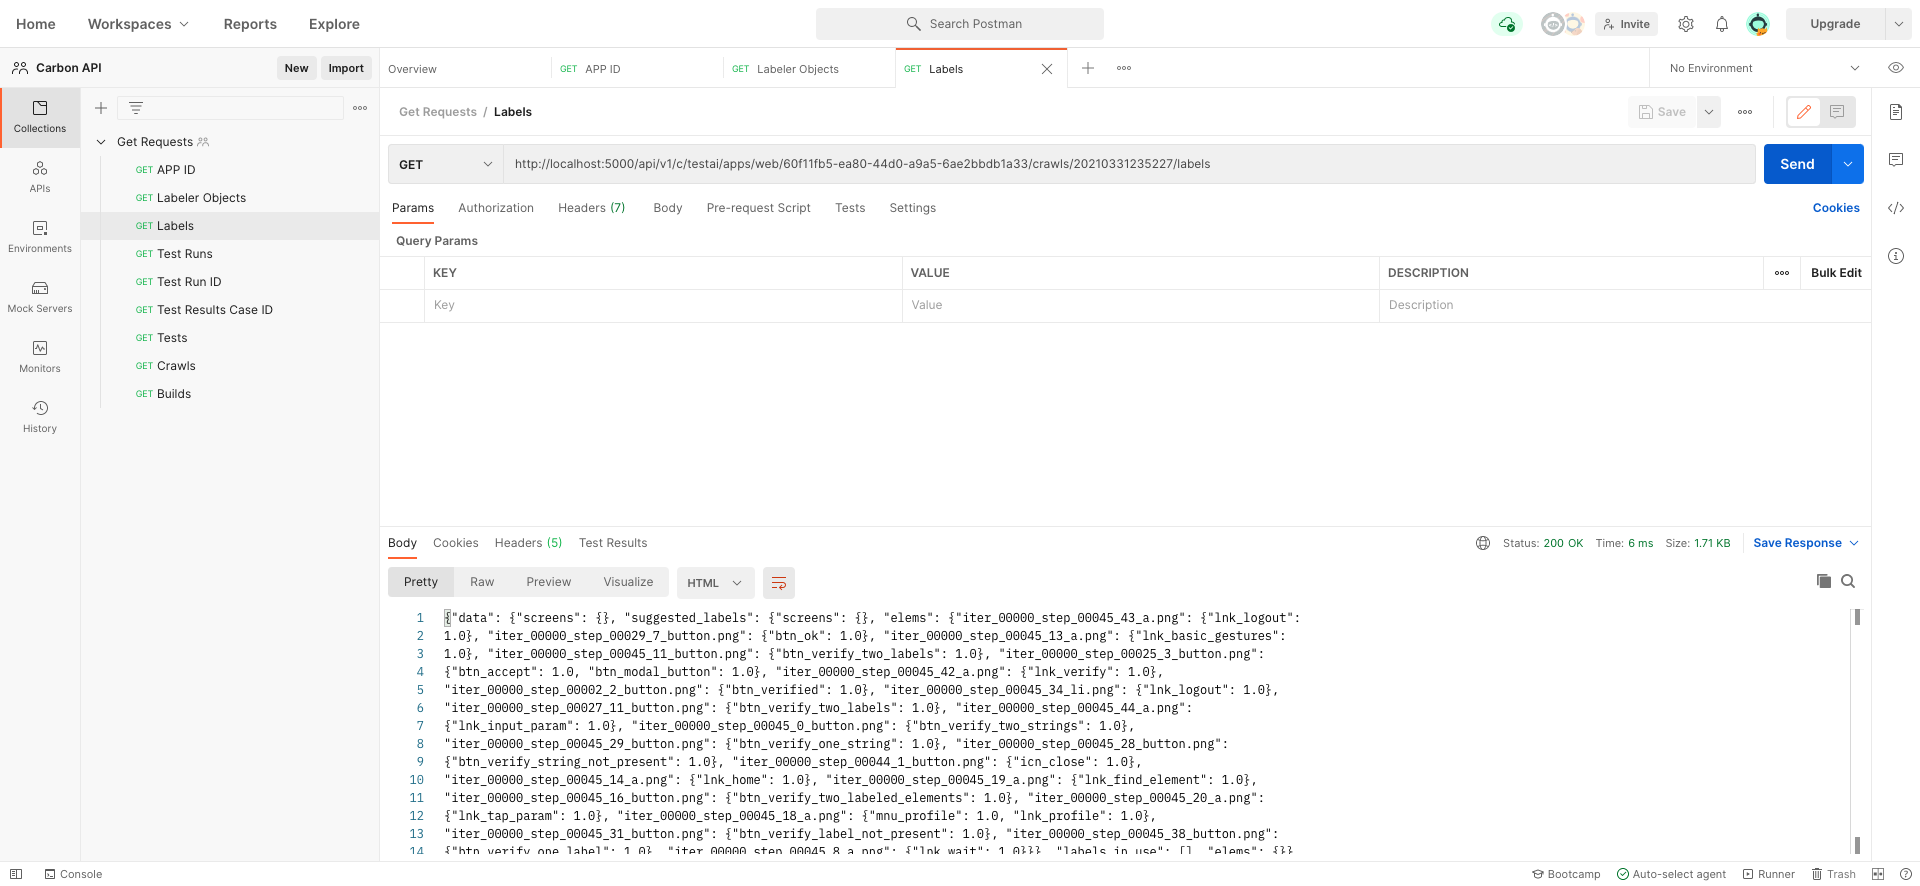 Home Workspaces Reports Explore Search Postman Invite Upgrade
Carbon API New Import Overview GET APP ID GET Labeler Objects GET Labels No Environment
Collections
APIs
Environments
Mock Servers
Monitors
History
Get Requests
GET APP ID
GET Labeler Objects
GET Labels
GET Test Runs
GET Test Run ID
GET Test Results Case ID
GET Tests
GET Crawls
GET Builds
Get Requests / Labels Save
GET http://localhost:5000/api/v1/c/testai/apps/web/60f11fb5-ea80-44d0-a9a5-6ae2bbdb1a33/crawls/20210331235227/labels Send
Params Authorization Headers (7) Body Pre-request Script Tests Settings Cookies
Query Params
KEY VALUE DESCRIPTION Bulk Edit
Key Value Description
Body Cookies Headers (5) Test Results Status: 200 OK Time: 6 ms Size: 1.71 KB Save Response
Pretty Raw Preview Visualize HTML
1 {"data": {"screens": {}, "suggested_labels": {"screens": {}, "elems": {"iter_00000_step_00045_43_a.png": {"lnk_logout":
2 1.0}, "iter_00000_step_00029_7_button.png": {"btn_ok": 1.0}, "iter_00000_step_00045_13_a.png": {"lnk_basic_gestures":
3 1.0}, "iter_00000_step_00045_11_button.png": {"btn_verify_two_labels": 1.0}, "iter_00000_step_00025_3_button.png":
4 {"btn_accept": 1.0, "btn_modal_button": 1.0}, "iter_00000_step_00045_42_a.png": {"lnk_verify": 1.0},
5 "iter_00000_step_00002_2_button.png": {"btn_verified": 1.0}, "iter_00000_step_00045_34_li.png": {"lnk_logout": 1.0},
6 "iter_00000_step_00027_11_button.png": {"btn_verify_two_labels": 1.0}, "iter_00000_step_00045_44_a.png":
7 {"lnk_input_param": 1.0}, "iter_00000_step_00045_0_button.png": {"btn_verify_two_strings": 1.0},
8 "iter_00000_step_00045_29_button.png": {"btn_verify_one_string": 1.0}, "iter_00000_step_00045_28_button.png":
9 {"btn_verify_string_not_present": 1.0}, "iter_00000_step_00044_1_button.png": {"icn_close": 1.0},
10 "iter_00000_step_00045_14_a.png": {"lnk_home": 1.0}, "iter_00000_step_00045_19_a.png": {"lnk_find_element": 1.0},
11 "iter_00000_step_00045_16_button.png": {"btn_verify_two_labeled_elements": 1.0}, "iter_00000_step_00045_20_a.png":
12 {"lnk_tap_param": 1.0}, "iter_00000_step_00045_18_a.png": {"mnu_profile": 1.0, "lnk_profile": 1.0},
13 "iter_00000_step_00045_31_button.png": {"btn_verify_label_not_present": 1.0}, "iter_00000_step_00045_38_button.png":
14 {"btn_verify_one_label": 1.0}, "iter_00000_step_00045_8_a.png": {"lnk_wait": 1.0}}}, "labels_in_use": [], "elems": {}}
Console Bootcamp Auto-select agent Runner Trash